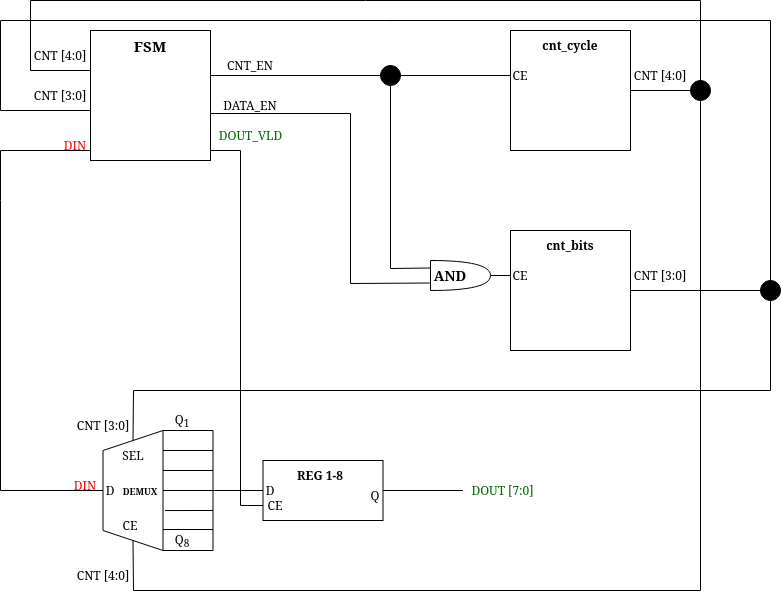 FSM
cnt_cycle
CNT [4:0]
CNT_EN
CE
CNT [4:0]
CNT [3:0]
DATA_EN
DOUT_VLD
DIN
cnt_bits
AND
CE
CNT [3:0]
CNT [3:0]
Q1
SEL
REG 1-8
DIN
D
DEMUX
D
Q
DOUT [7:0]
CE
CE
Q8
CNT [4:0]